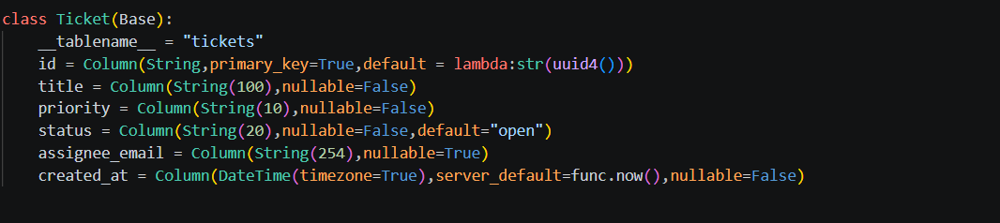 class Ticket(Base):
    __tablename__ = "tickets"
    id = Column(String,primary_key=True,default = lambda:str(uuid4()))
    title = Column(String(100),nullable=False)
    priority = Column(String(10),nullable=False)
    status = Column(String(20),nullable=False,default="open")
    assignee_email = Column(String(254),nullable=True)
    created_at = Column(DateTime(timezone=True),server_default=func.now(),nullable=False)